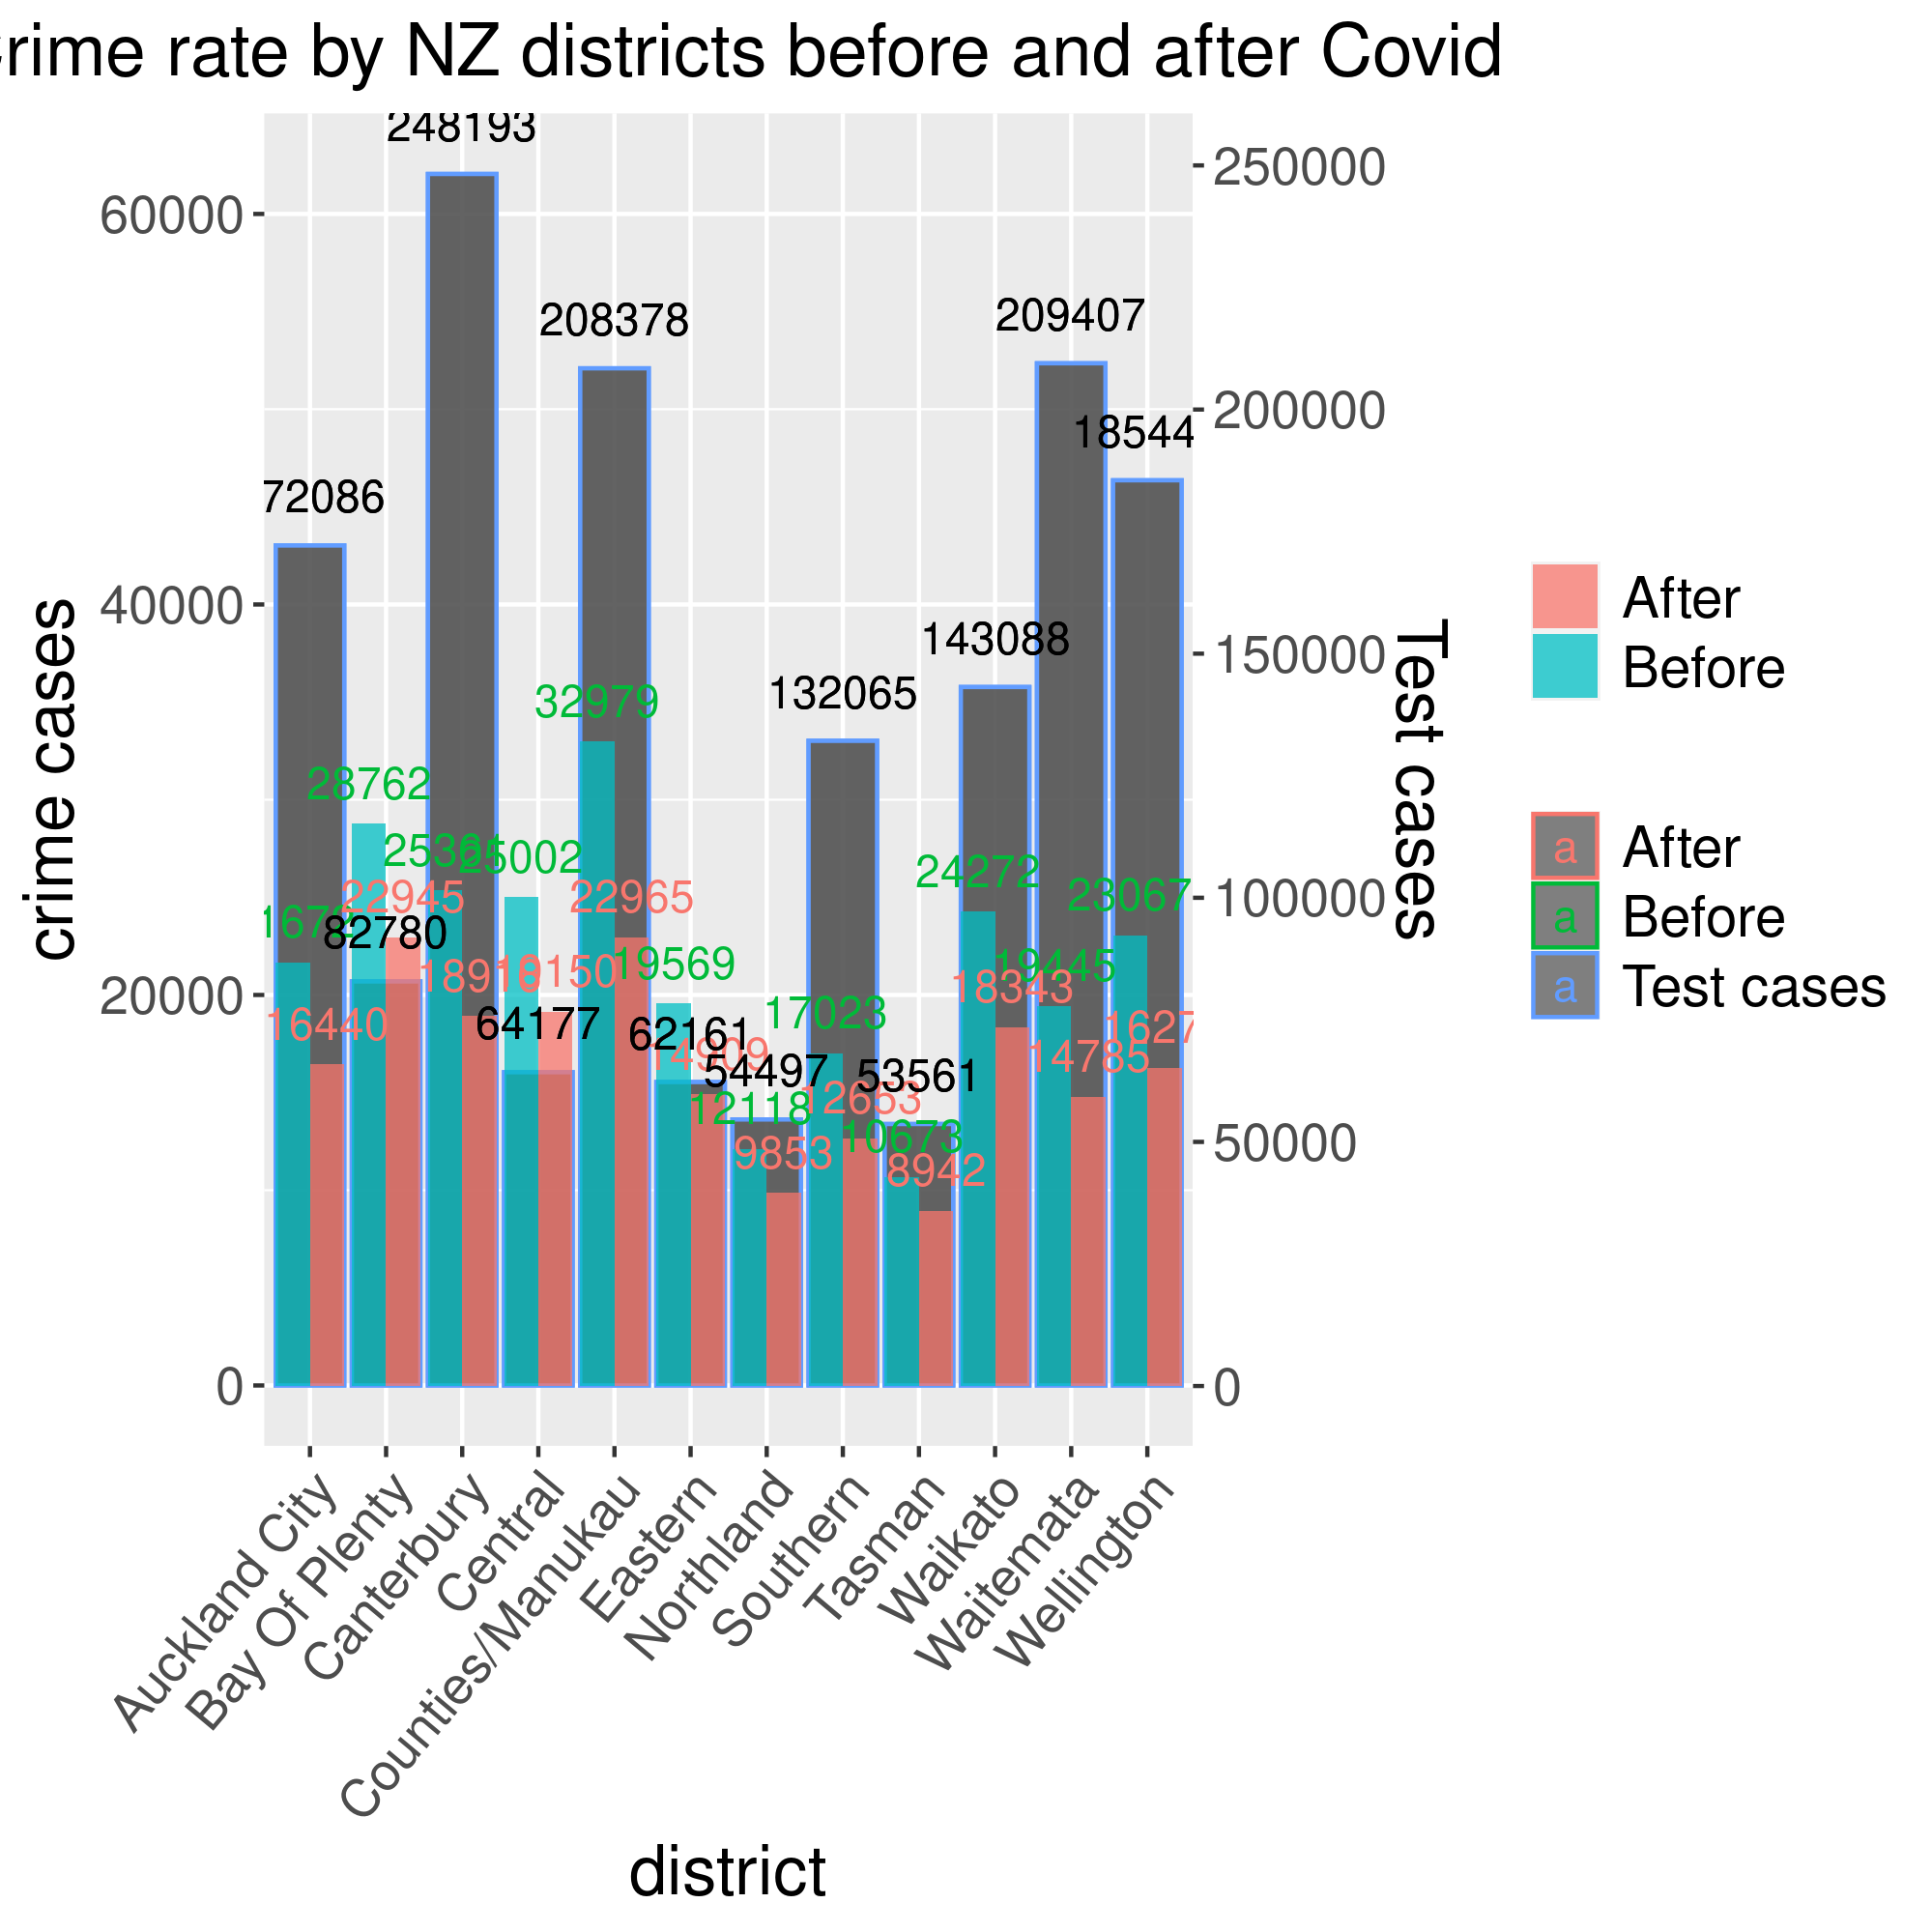 rime rate by NZ districts before and after Covid
crime cases
60000
40000
20000
0
248193
208378
209407
18544
72086
143088
132065
32979
28762
25002
22945
22965
24272
23067
82780
19569
19445
18343
16440
64177
62161
17023
54497
53561
14785
12118
12653
10673
9853
8942
250000
200000
150000
100000
50000
0
Test cases
After
Before
a After
a Before
a Test cases
Auckland City
Bay Of Plenty
Canterbury
Central
Counties/Manukau
Eastern
Northland
Southern
Tasman
Waikato
Waitemata
Wellington
district